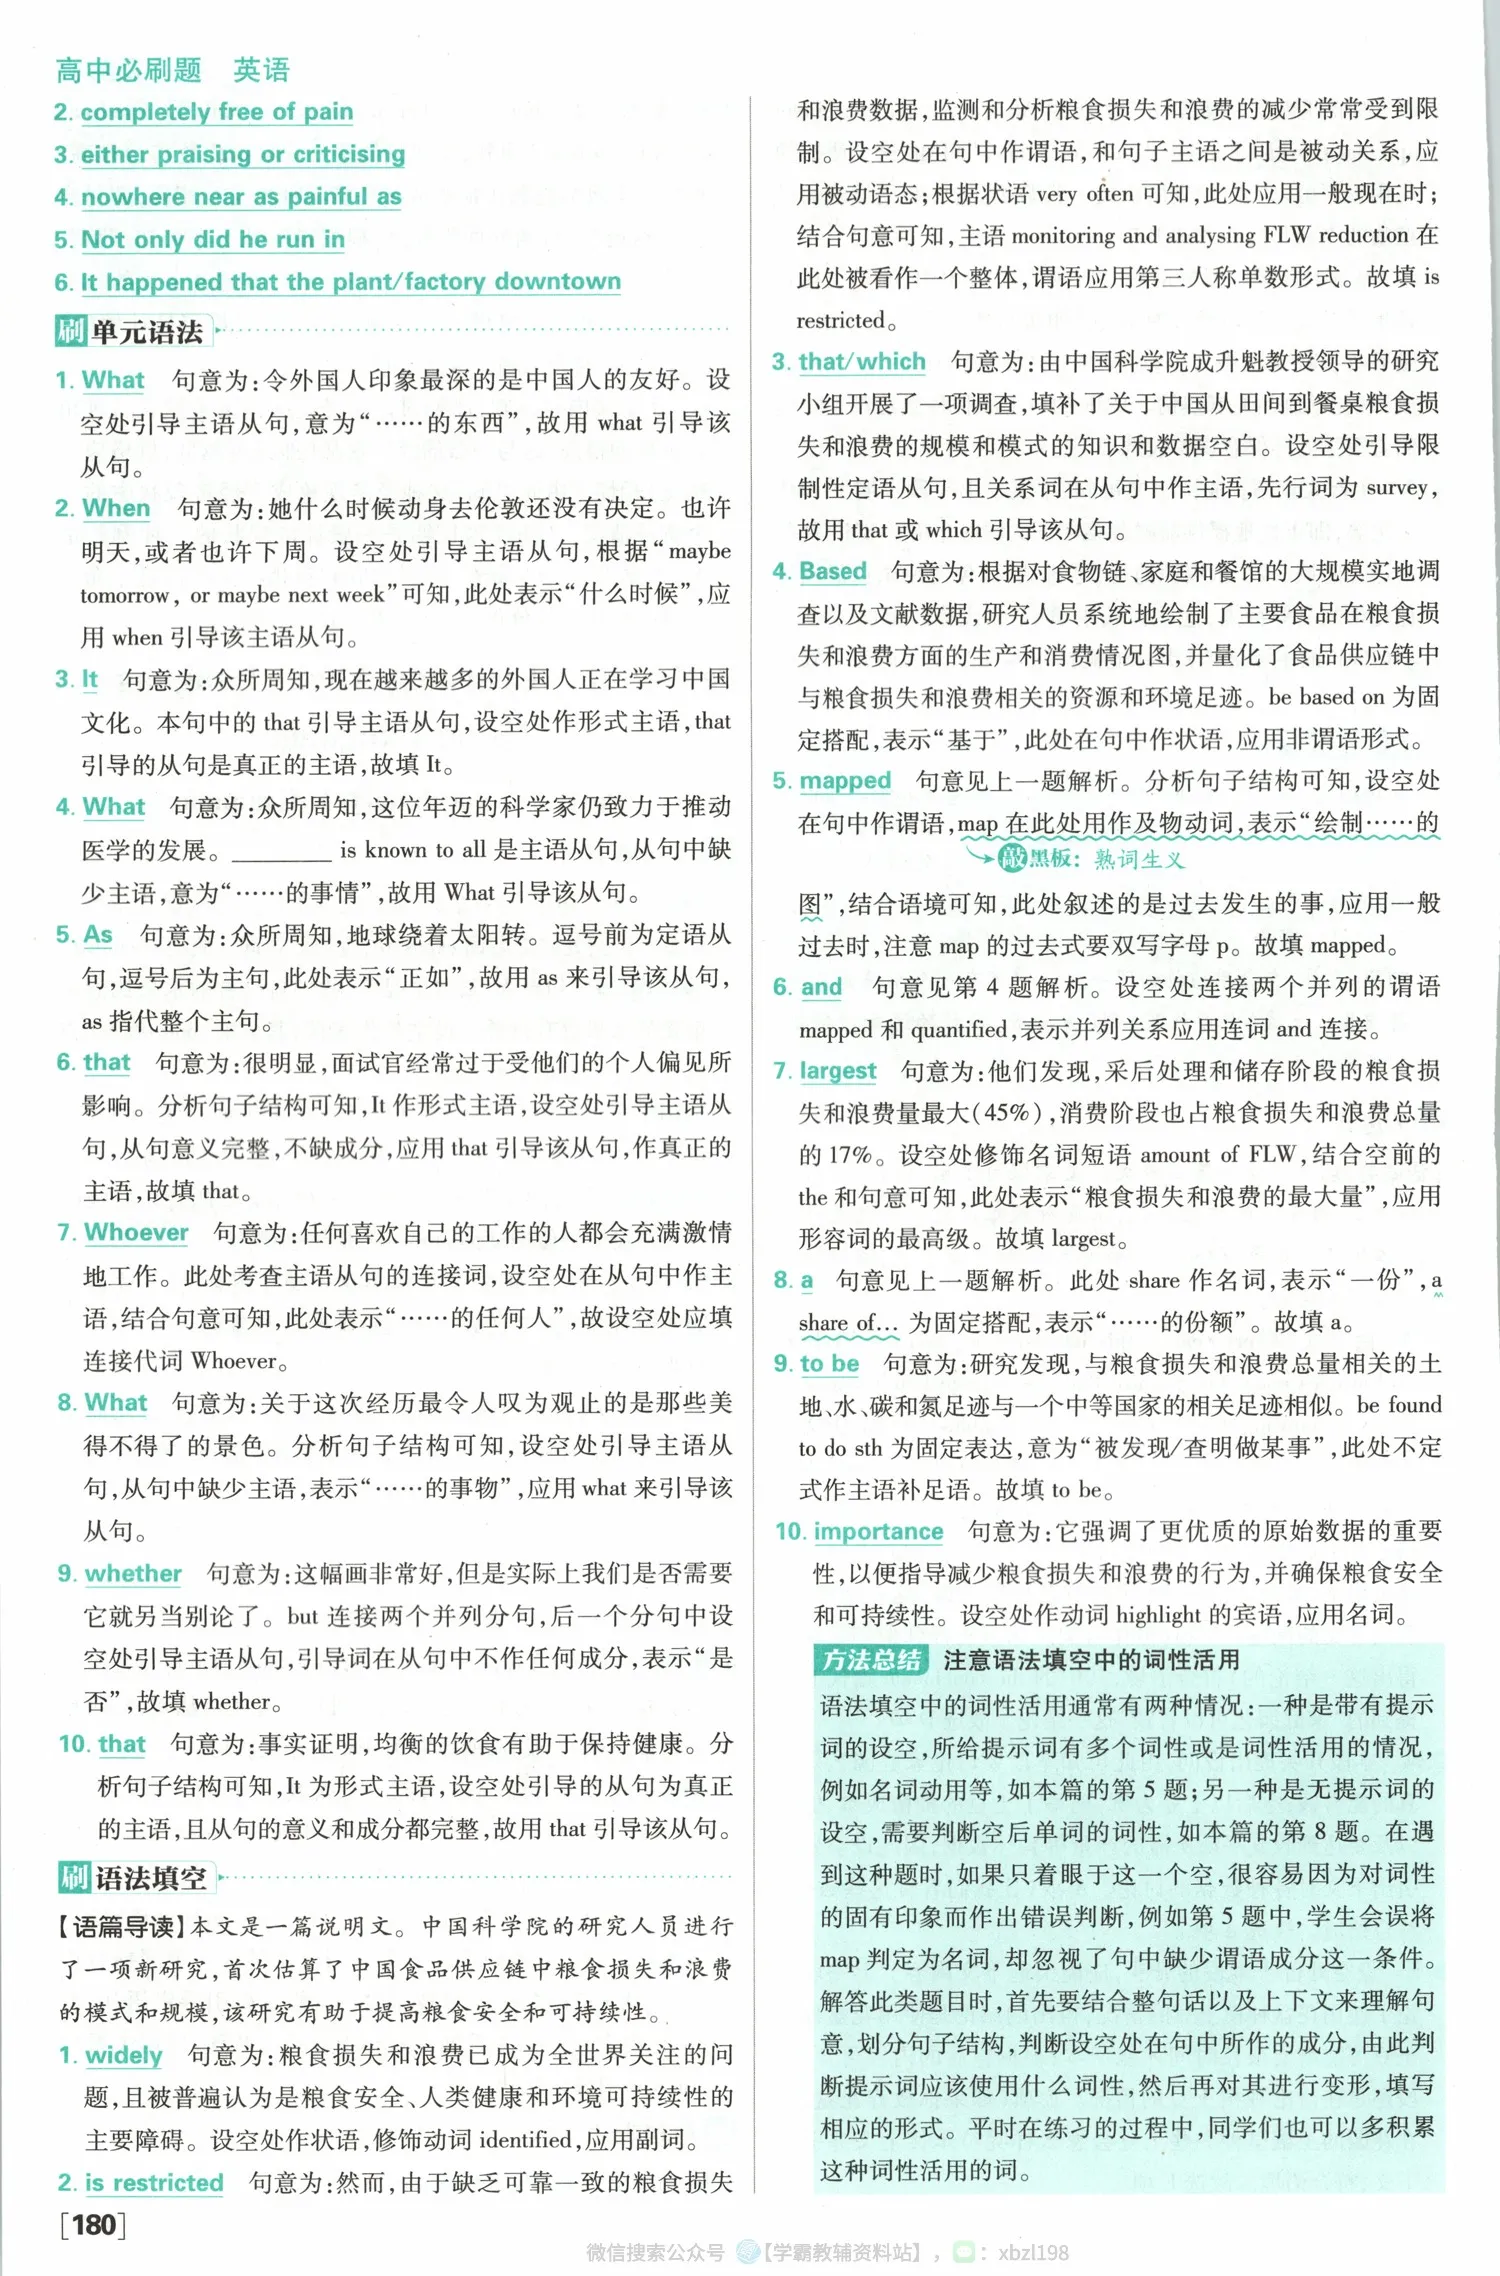 高中必刷题 英语
2. completely free of pain
3. either praising or criticising
4. nowhere near as painful as
5. Not only did he run in
6. It happened that the plant/factory downtown
刷 单元语法
1. What 句意为:令外国人印象最深的是中国人的友好。设
空处引导主语从句,意为“……的东西”,故用 what 引导该
从句。
2. When 句意为:她什么时候动身去伦敦还没有决定。也许
明天,或者也许下周。设空处引导主语从句,根据“maybe
tomorrow, or maybe next week”可知,此处表示“什么时候”,应
用 when 引导该主语从句。
3. It 句意为:众所周知,现在越来越多的外国人正在学习中国
文化。本句中的 that 引导主语从句,设空处作形式主语,that
引导的从句是真正的主语,故填 It。
4. What 句意为:众所周知,这位年迈的科学家仍致力于推动
医学的发展。________ is known to all 是主语从句,从句中缺
少主语,意为“……的事情”,故用 What 引导该从句。
5. As 句意为:众所周知,地球绕着太阳转。逗号前为定语从
句,逗号后为主句,此处表示“正如”,故用 as 来引导该从句,
as 指代整个主句。
6. that 句意为:很明显,面试官经常过于受他们的个人偏见所
影响。分析句子结构可知,It 作形式主语,设空处引导主语从
句,从句意义完整,不缺成分,应用 that 引导该从句,作真正的
主语,故填 that。
7. Whoever 句意为:任何喜欢自己的工作的人都会充满激情
地工作。此处考查主语从句的连接词,设空处在从句中作主
语,结合句意可知,此处表示“……的任何人”,故设空处应填
连接代词 Whoever。
8. What 句意为:关于这次经历最令人叹为观止的是那些美
得不得了的景色。分析句子结构可知,设空处引导主语从
句,从句中缺少主语,表示“……的事物”,应用 what 来引导该
从句。
9. whether 句意为:这幅画非常好,但是实际上我们是否需要
它就另当别论了。but 连接两个并列分句,后一个分句中设
空处引导主语从句,引导词在从句中不作任何成分,表示“是
否”,故填 whether。
10. that 句意为:事实证明,均衡的饮食有助于保持健康。分
析句子结构可知,It 为形式主语,设空处引导的从句为真正
的主语,且从句的意义和成分都完整,故用 that 引导该从句。
刷 语法填空
【语篇导读】本文是一篇说明文。中国科学院的研究人员进行
了一项新研究,首次估算了中国食品供应链中粮食损失和浪费
的模式和规模,该研究有助于提高粮食安全和可持续性。
1. widely 句意为:粮食损失和浪费已成为全世界关注的问
题,且被普遍认为是粮食安全、人类健康和环境可持续性的
主要障碍。设空处作状语,修饰动词 identified,应用副词。
2. is restricted 句意为:然而,由于缺乏可靠一致的粮食损失
[180]
和浪费数据,监测和分析粮食损失和浪费的减少常常受到限
制。设空处在句中作谓语,和句子主语之间是被动关系,应
用被动语态;根据状语 very often 可知,此处应用一般现在时;
结合句意可知,主语 monitoring and analysing FLW reduction 在
此处被看作一个整体,谓语应用第三人称单数形式。故填 is
restricted。
3. that/which 句意为:由中国科学院成升魁教授领导的研究
小组开展了一项调查,填补了关于中国从田间到餐桌粮食损
失和浪费的规模和模式的知识和数据空白。设空处引导限
制性定语从句,且关系词在从句中作主语,先行词为 survey,
故用 that 或 which 引导该从句。
4. Based 句意为:根据对食物链、家庭和餐馆的大规模实地调
查以及文献数据,研究人员系统地绘制了主要食品在粮食损
失和浪费方面的生产和消费情况图,并量化了食品供应链中
与粮食损失和浪费相关的资源和环境足迹。be based on 为固
定搭配,表示“基于”,此处在句中作状语,应用非谓语形式。
5. mapped 句意见上一题解析。分析句子结构可知,设空处
在句中作谓语,map 在此处用作及物动词,表示“绘制……的
敲黑板:熟词生义
图”,结合语境可知,此处叙述的是过去发生的事,应用一般
过去时,注意 map 的过去式要双写字母 p。故填 mapped。
6. and 句意见第 4 题解析。设空处连接两个并列的谓语
mapped 和 quantified,表示并列关系应用连词 and 连接。
7. largest 句意为:他们发现,采后处理和储存阶段的粮食损
失和浪费量最大(45%),消费阶段也占粮食损失和浪费总量
的 17%。设空处修饰名词短语 amount of FLW,结合空前的
the 和句意可知,此处表示“粮食损失和浪费的最大量”,应用
形容词的最高级。故填 largest。
8. a 句意见上一题解析。此处 share 作名词,表示“一份”,a
share of... 为固定搭配,表示“……的份额”。故填 a。
9. to be 句意为:研究发现,与粮食损失和浪费总量相关的土
地、水、碳和氮足迹与一个中等国家的相关足迹相似。be found
to do sth 为固定表达,意为“被发现/查明做某事”,此处不定
式作主语补足语。故填 to be。
10. importance 句意为:它强调了更优质的原始数据的重要
性,以便指导减少粮食损失和浪费的行为,并确保粮食安全
和可持续性。设空处作动词 highlight 的宾语,应用名词。
方法总结 注意语法填空中的词性活用
语法填空中的词性活用通常有两种情况:一种是带有提示
词的设空,所给提示词有多个词性或是词性活用的情况,
例如名词动用等,如本篇的第 5 题;另一种是无提示词的
设空,需要判断空后单词的词性,如本篇的第 8 题。在遇
到这种题时,如果只着眼于这一个空,很容易因为对词性
的固有印象而作出错误判断,例如第 5 题中,学生会误将
map 判定为名词,却忽视了句中缺少谓语成分这一条件。
解答此类题目时,首先要结合整句话以及上下文来理解句
意,划分句子结构,判断设空处在句中所作的成分,由此判
断提示词应该使用什么词性,然后再对其进行变形,填写
相应的形式。平时在练习的过程中,同学们也可以多积累
这种词性活用的词。
微信搜索公众号 【学霸教辅资料站】, : xbzl198